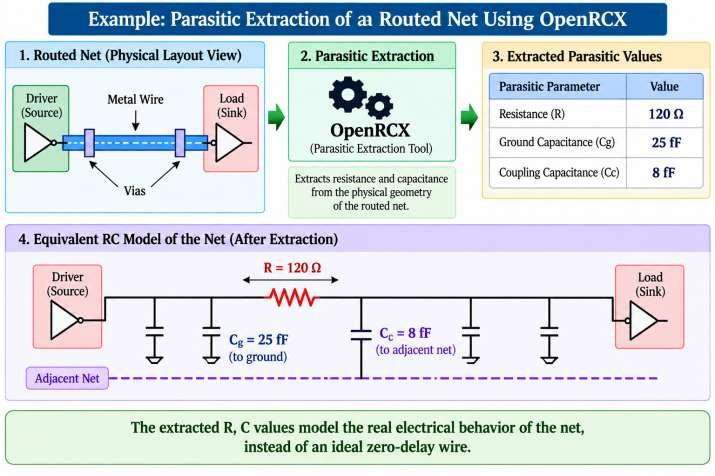 Example: Parasitic Extraction of a Routed Net Using OpenRCX
1. Routed Net (Physical Layout View)
Driver
(Source)
Metal Wire
Load
(Sink)
Vias
2. Parasitic Extraction
OpenRCX
(Parasitic Extraction Tool)
Extracts resistance and capacitance
from the physical geometry
of the routed net.
3. Extracted Parasitic Values
Parasitic Parameter Value
Resistance (R) 120 Ω
Ground Capacitance (Cg) 25 fF
Coupling Capacitance (Cc) 8 fF
4. Equivalent RC Model of the Net (After Extraction)
Driver
(Source)
R = 120 Ω
Load
(Sink)
Cg = 25 fF
(to ground)
Cc = 8 fF
(to adjacent net)
Adjacent Net
The extracted R, C values model the real electrical behavior of the net,
instead of an ideal zero-delay wire.